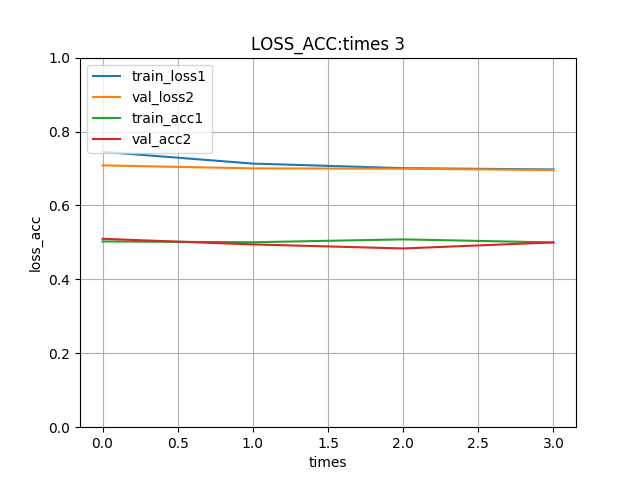 LOSS_ACC:times 3
1.0
0.8
0.6
0.4
0.2
0.0
loss_acc
train_loss1
val_loss2
train_acc1
val_acc2
0.0 0.5 1.0 1.5 2.0 2.5 3.0
times